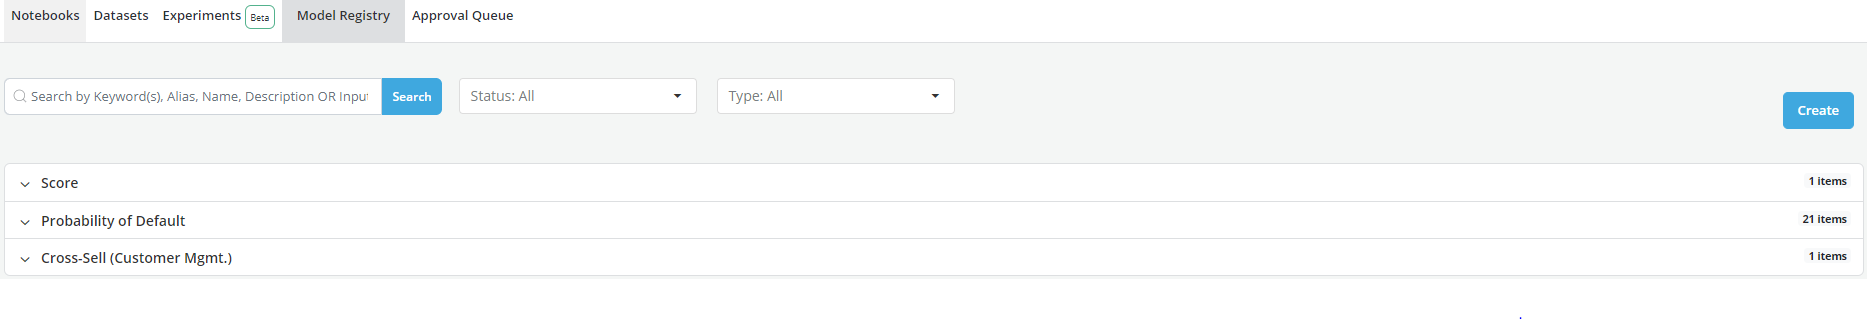 Notebooks Datasets Experiments Beta Model Registry Approval Queue
Search by Keyword(s), Alias, Name, Description OR Input Search Status: All Type: All
Create
Score 1 items
Probability of Default 21 items
Cross-Sell (Customer Mgmt.) 1 items